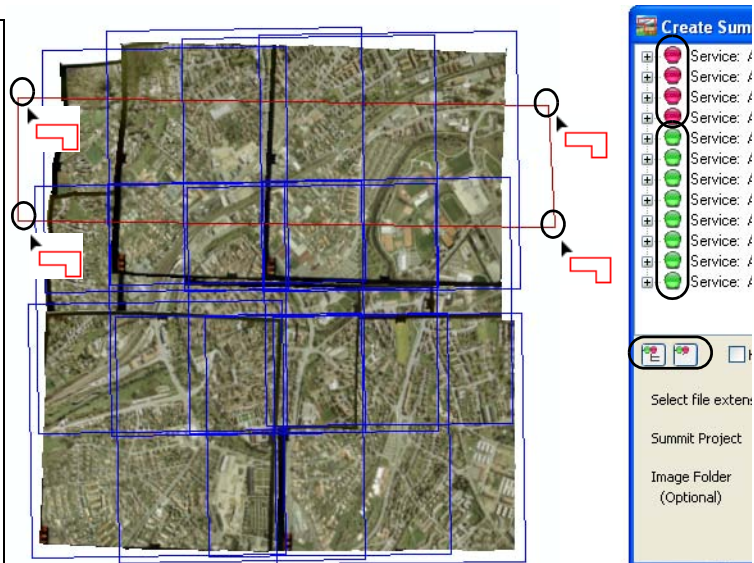 Create Sum
Service: A
Service: A
Service: A
Service: A
Service: A
Service: A
Service: A
Service: A
Service: A
Service: A
Service: A
Service: A
H
Select file extens
Summit Project
Image Folder
(Optional)